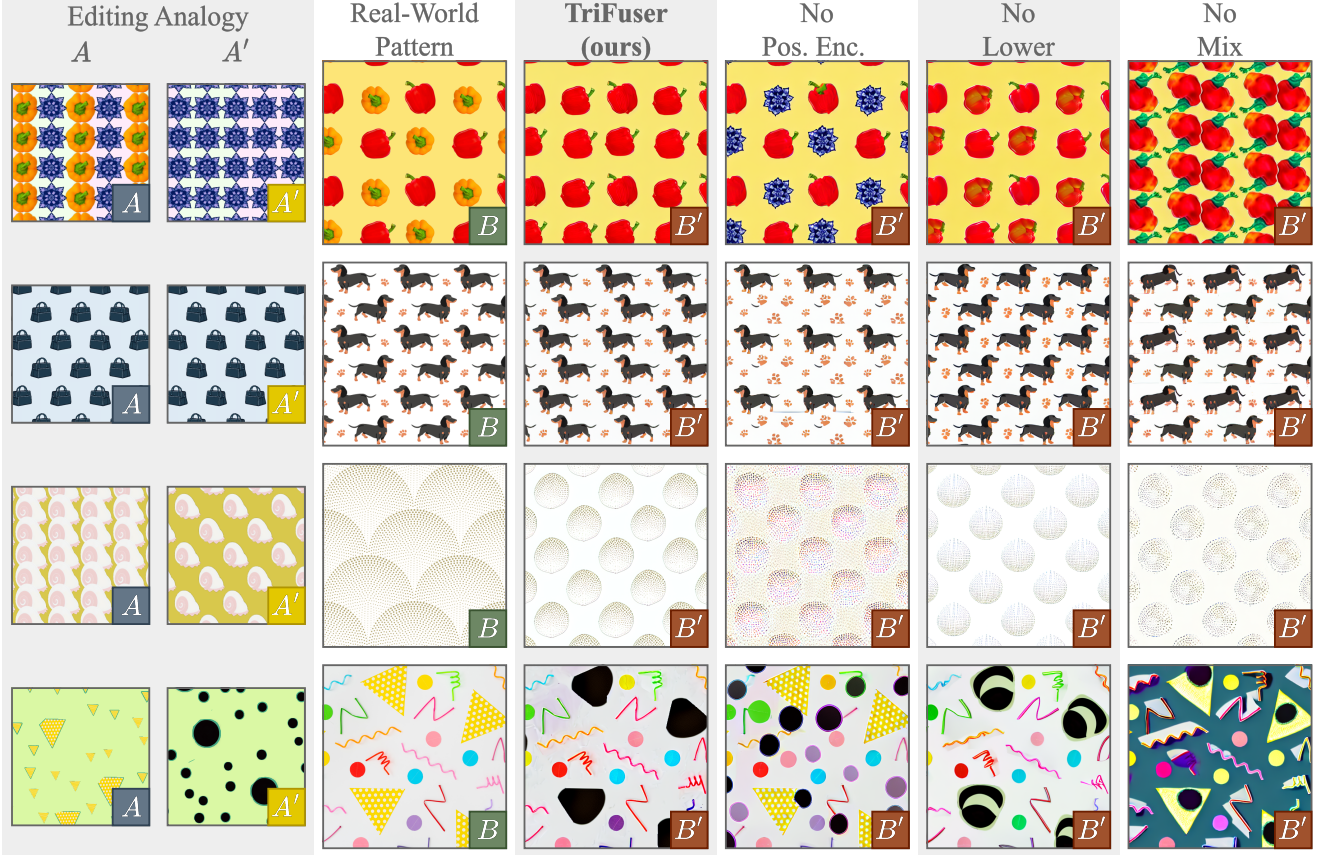 Editing Analogy
A A′
Real-World
Pattern
TriFuser
(ours)
No
Pos. Enc.
No
Lower
No
Mix
A A′ B B′ B′ B′ B′
A A′ B B′ B′ B′ B′
A A′ B B′ B′ B′ B′
A A′ B B′ B′ B′ B′